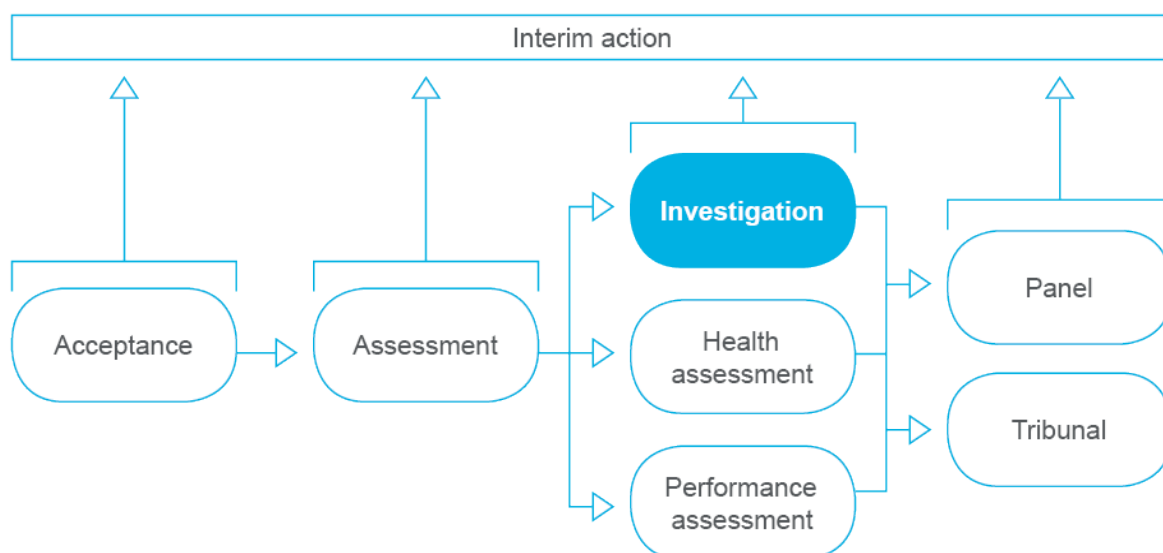 Interim action
Investigation
Acceptance
Assessment
Health
assessment
Performance
assessment
Panel
Tribunal